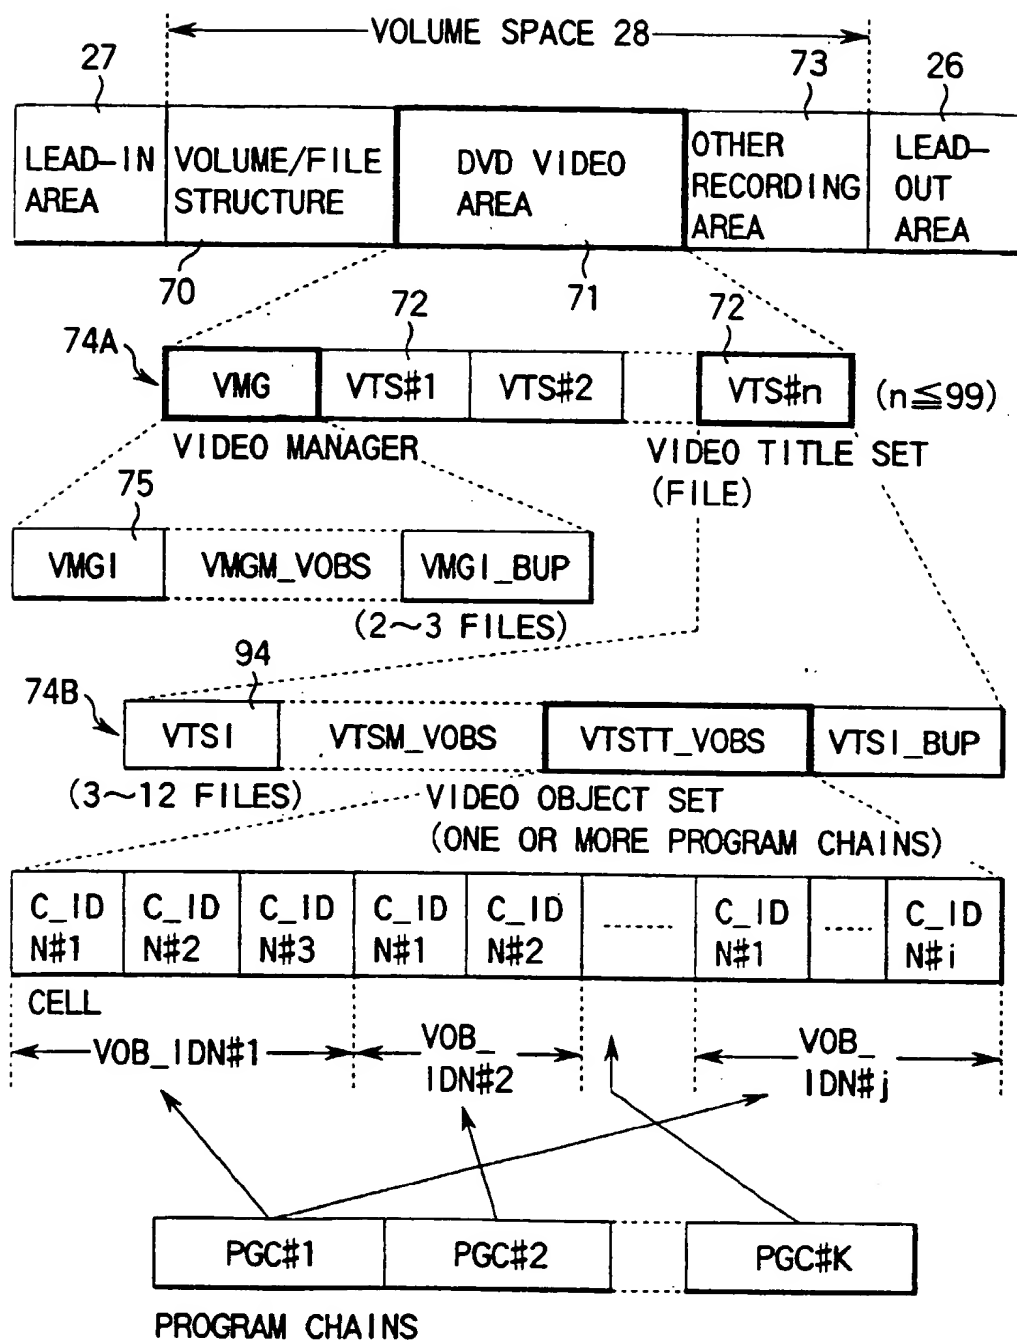 VOLUME SPACE 28
27
73
26
LEAD-IN AREA
VOLUME/FILE STRUCTURE
DVD VIDEO AREA
OTHER RECORDING AREA
LEAD-OUT AREA
70
71
74A
72
72
VMG
VTS#1
VTS#2
VTS#n
(n≦99)
VIDEO MANAGER
VIDEO TITLE SET
(FILE)
75
VMGI
VMGM_VOBS
VMGI_BUP
(2~3 FILES)
74B
94
VTSI
VTSM_VOBS
VTSTT_VOBS
VTSI_BUP
(3~12 FILES)
VIDEO OBJECT SET
(ONE OR MORE PROGRAM CHAINS)
C_ID N#1
C_ID N#2
C_ID N#3
C_ID N#1
C_ID N#2
C_ID N#1
C_ID N#i
CELL
VOB_IDN#1
VOB_IDN#2
VOB_IDN#j
PGC#1
PGC#2
PGC#K
PROGRAM CHAINS